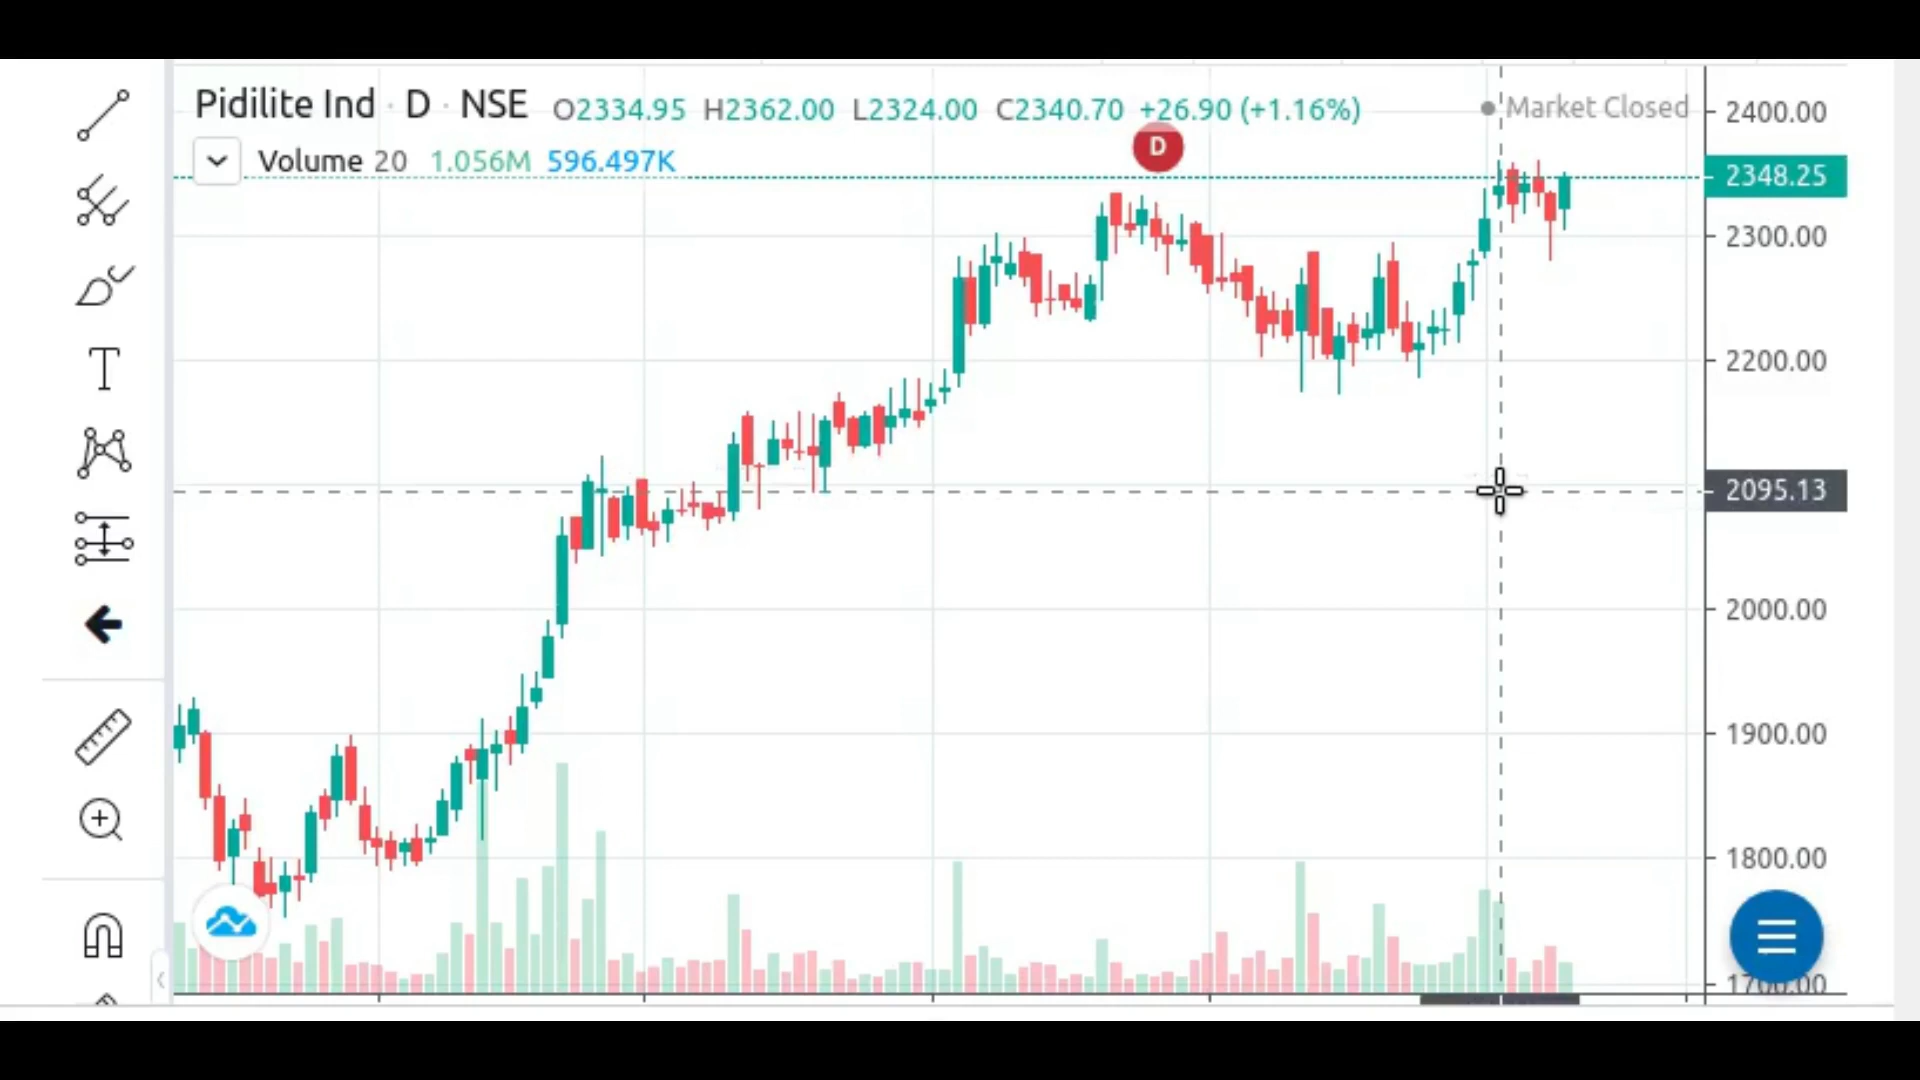 Pidilite Ind · D · NSE O2334.95 H2362.00 L2324.00 C2340.70 +26.90 (+1.16%)
Market Closed
Volume 20 1.056M 596.497K
D
T
2400.00
2348.25
2300.00
2200.00
2095.13
2000.00
1900.00
1800.00
1700.00